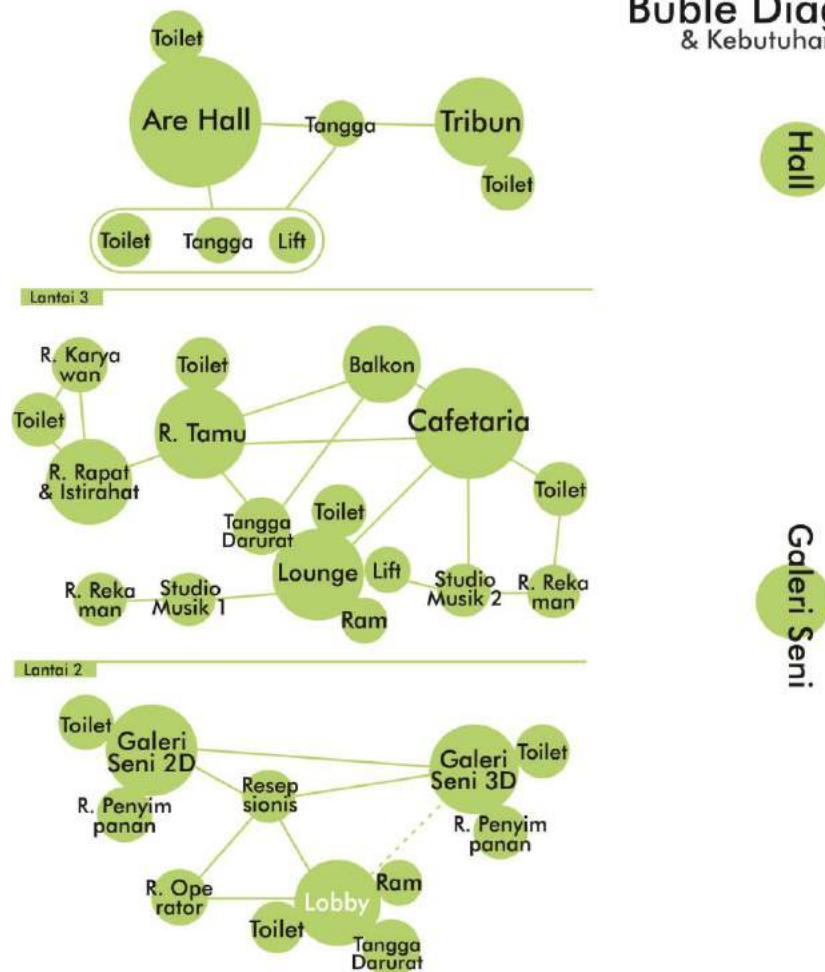 Buble Diag
& Kebutuhan
Toilet
Are Hall
Tangga
Tribun
Toilet
Toilet
Tangga
Lift
Hall
Lantai 3
R. Karya
wan
Toilet
Balkon
Toilet
R. Tamu
Cafetaria
R. Rapat
& Istirahat
Toilet
Tangga
Darurat
Toilet
Lounge
Lift
R. Reka
man
Studio
Musik 1
Studio
Musik 2
R. Reka
man
Ram
Galeri Seni
Lantai 2
Toilet
Galeri
Seni 2D
Galeri
Seni 3D
Toilet
Resep
sionis
R. Penyim
panan
R. Penyim
panan
R. Ope
rator
Lobby
Ram
Toilet
Tangga
Darurat